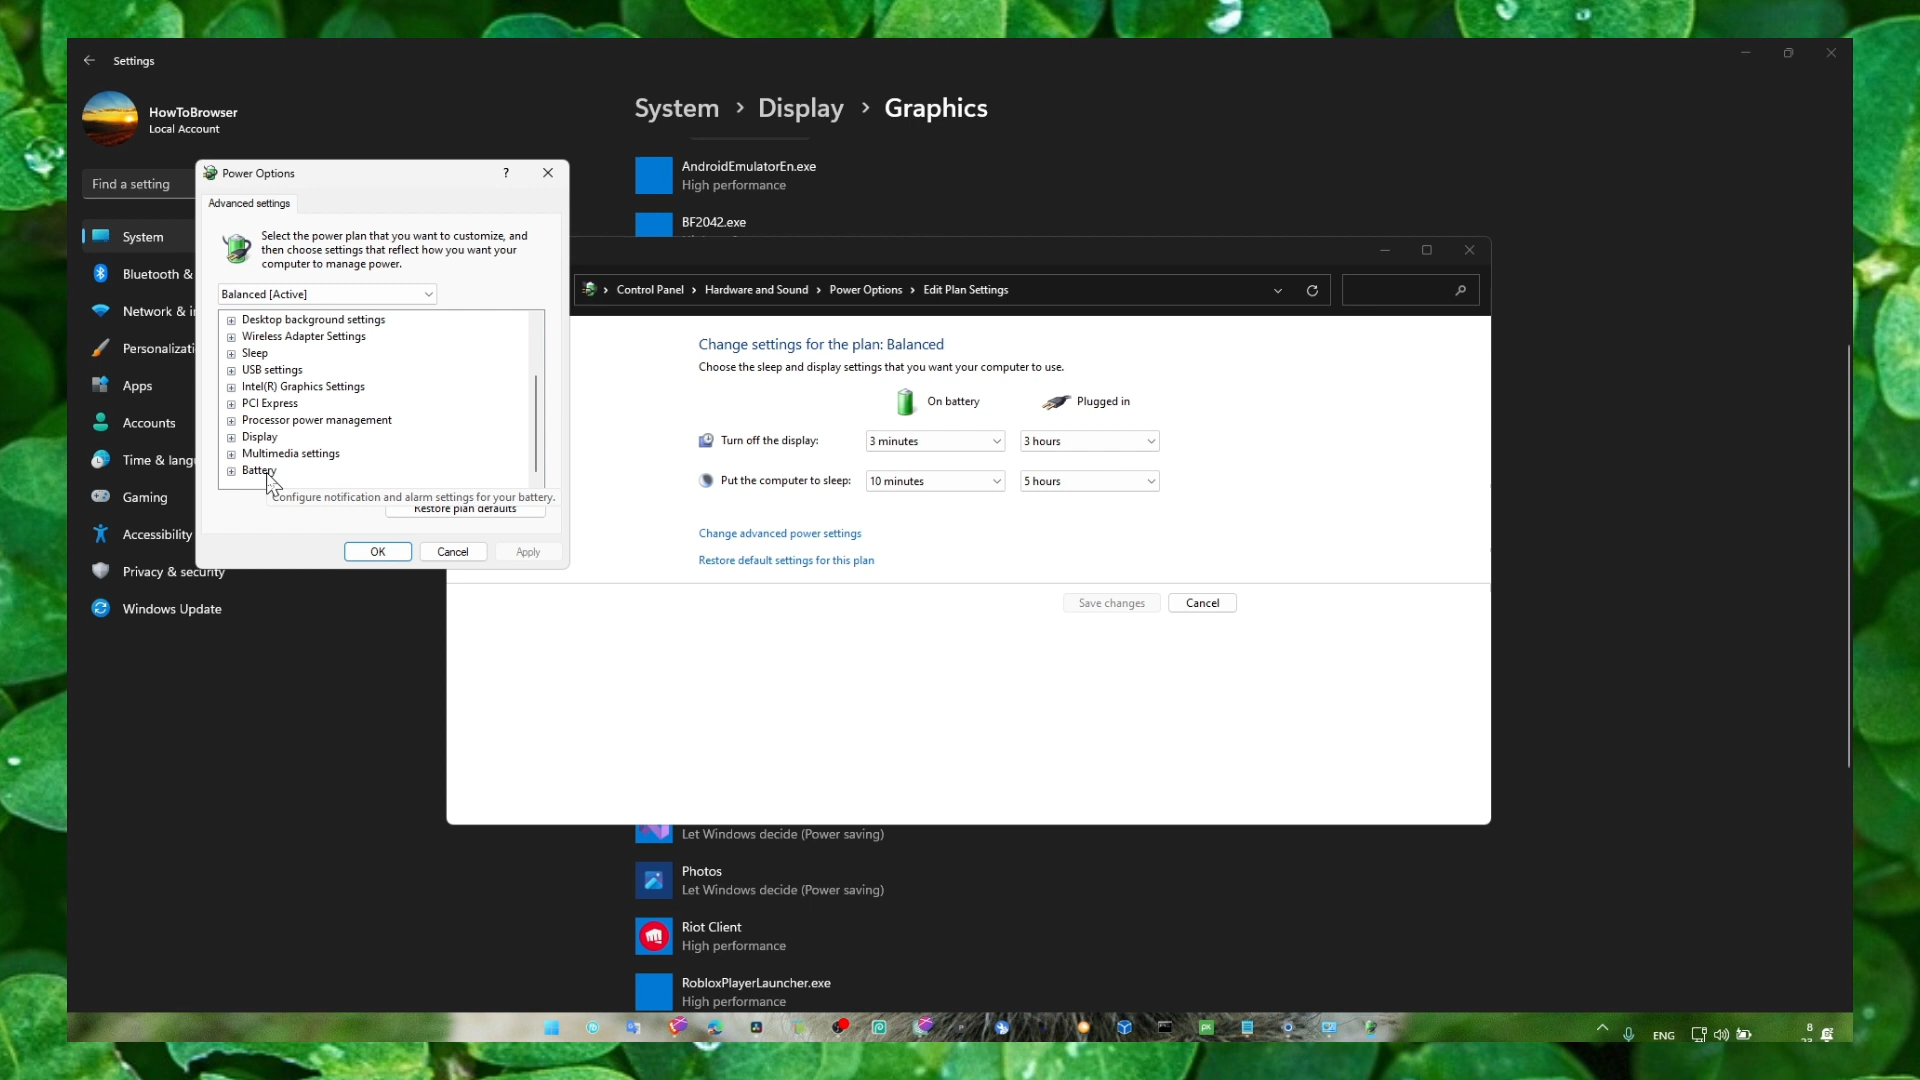 Settings
HowToBrowser
Local Account
Find a setting
System
Bluetooth &
Network &
Apps
Accounts
Time &
Gaming
Accessibility
Privacy & security
Windows Update
System > Display > Graphics
AndroidEmulatorEn.exe
High performance
BF2042.exe
Power Options
?
Advanced settings
Select the power plan that you want to customize, and
then choose settings that reflect how you want your
computer to manage power.
Balanced [Active]
Desktop background settings
Wireless Adapter Settings
Sleep
USB settings
Intel(R) Graphics Settings
PCI Express
Processor power management
Display
Multimedia settings
Battery
Configure notification and alarm settings for your battery.
Restore plan defaults
OK
Cancel
Apply
Control Panel > Hardware and Sound > Power Options > Edit Plan Settings
Change settings for the plan: Balanced
Choose the sleep and display settings that you want your computer to use.
On battery
Plugged in
Turn off the display:
3 minutes
3 hours
Put the computer to sleep:
10 minutes
5 hours
Change advanced power settings
Restore default settings for this plan
Save changes
Cancel
Let Windows decide (Power saving)
Photos
Let Windows decide (Power saving)
Riot Client
High performance
RobloxPlayerLauncher.exe
High performance
ENG
8